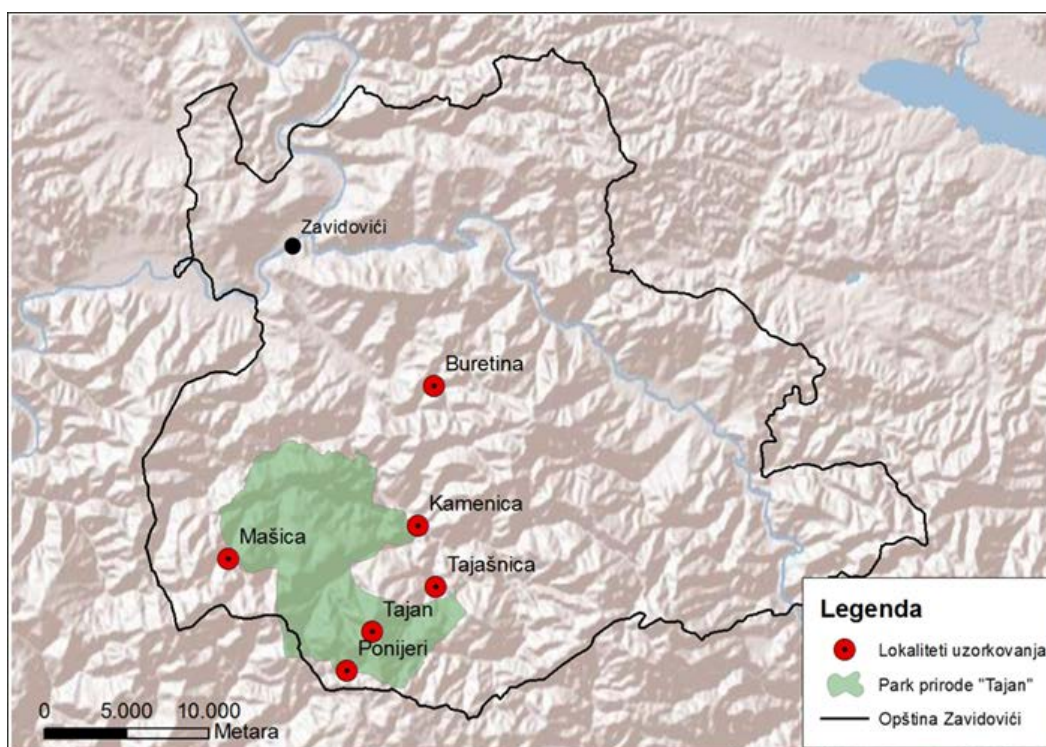 Zavidovići
Buretina
Kamenica
Mašica
Tajašnica
Tajan
Ponijeri
Legenda
Lokaliteti uzorkovanja
Park prirode "Tajan"
Opština Zavidovići
0 5.000 10.000
Metara